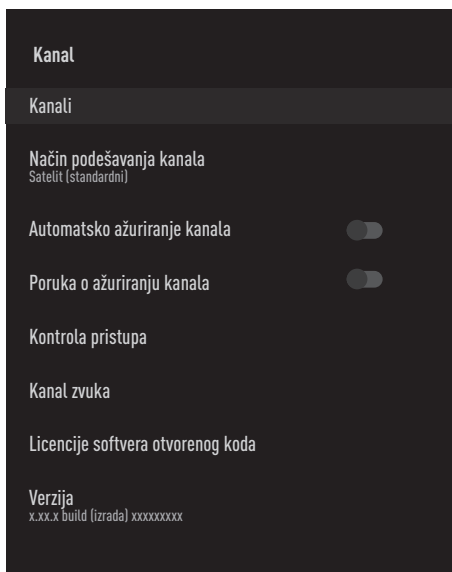 Kanal
Kanali
Način podešavanja kanala
Satelit (standardni)
Automatsko ažuriranje kanala
Poruka o ažuriranju kanala
Kontrola pristupa
Kanal zvuka
Licencije softvera otvorenog koda
Verzija
x.xx.x build (izrada) xxxxxxxxx